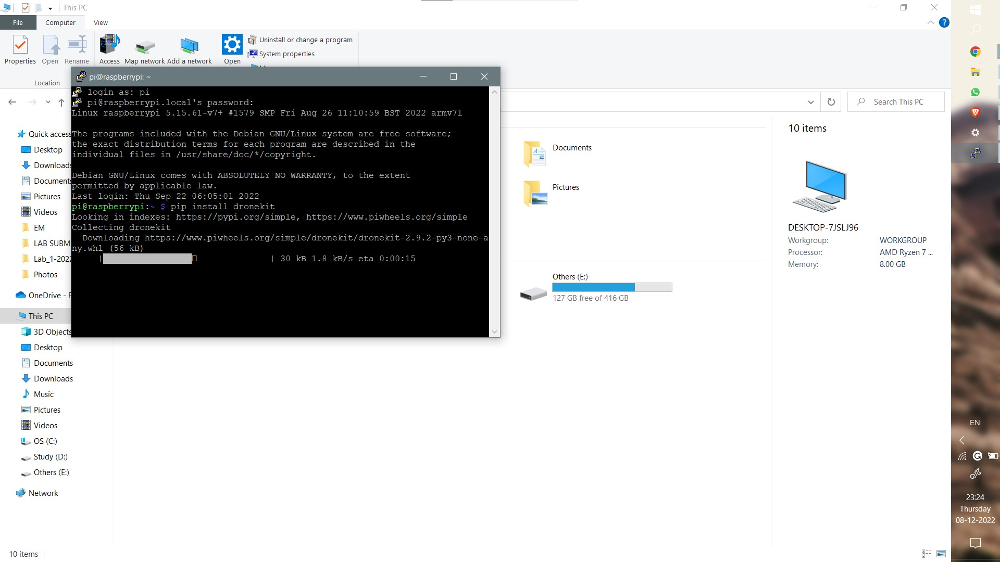 This PC
File
Computer
View
Properties
Open
Rename
Access
Map network
Add a network
Open
Uninstall or change a program
System properties
Location
pi@raspberrypi: ~
login as: pi
pi@raspberrypi.local's password:
Linux raspberrypi 5.15.61-v7+ #1579 SMP Fri Aug 26 11:10:59 BST 2022 armv7l
The programs included with the Debian GNU/Linux system are free software;
the exact distribution terms for each program are described in the
individual files in /usr/share/doc/*/copyright.
Debian GNU/Linux comes with ABSOLUTELY NO WARRANTY, to the extent
permitted by applicable law.
Last login: Thu Sep 22 06:05:01 2022
pi@raspberrypi:~ $ pip install dronekit
Looking in indexes: https://pypi.org/simple, https://www.piwheels.org/simple
Collecting dronekit
Downloading https://www.piwheels.org/simple/dronekit/dronekit-2.9.2-py3-none-a
ny.whl (56 kB)
| | 30 kB 1.8 kB/s eta 0:00:15
Search This PC
Quick access
Desktop
Downloads
Documents
Pictures
Videos
EM
LAB SUBM
Lab_1-2022
Photos
OneDrive - P
This PC
3D Objects
Desktop
Documents
Downloads
Music
Pictures
Videos
OS (C:)
Study (D:)
Others (E:)
Network
10 items
Documents
Pictures
Others (E:)
127 GB free of 416 GB
10 items
DESKTOP-7JSLJ96
Workgroup: WORKGROUP
Processor: AMD Ryzen 7 ...
Memory: 8.00 GB
EN
23:24
Thursday
08-12-2022